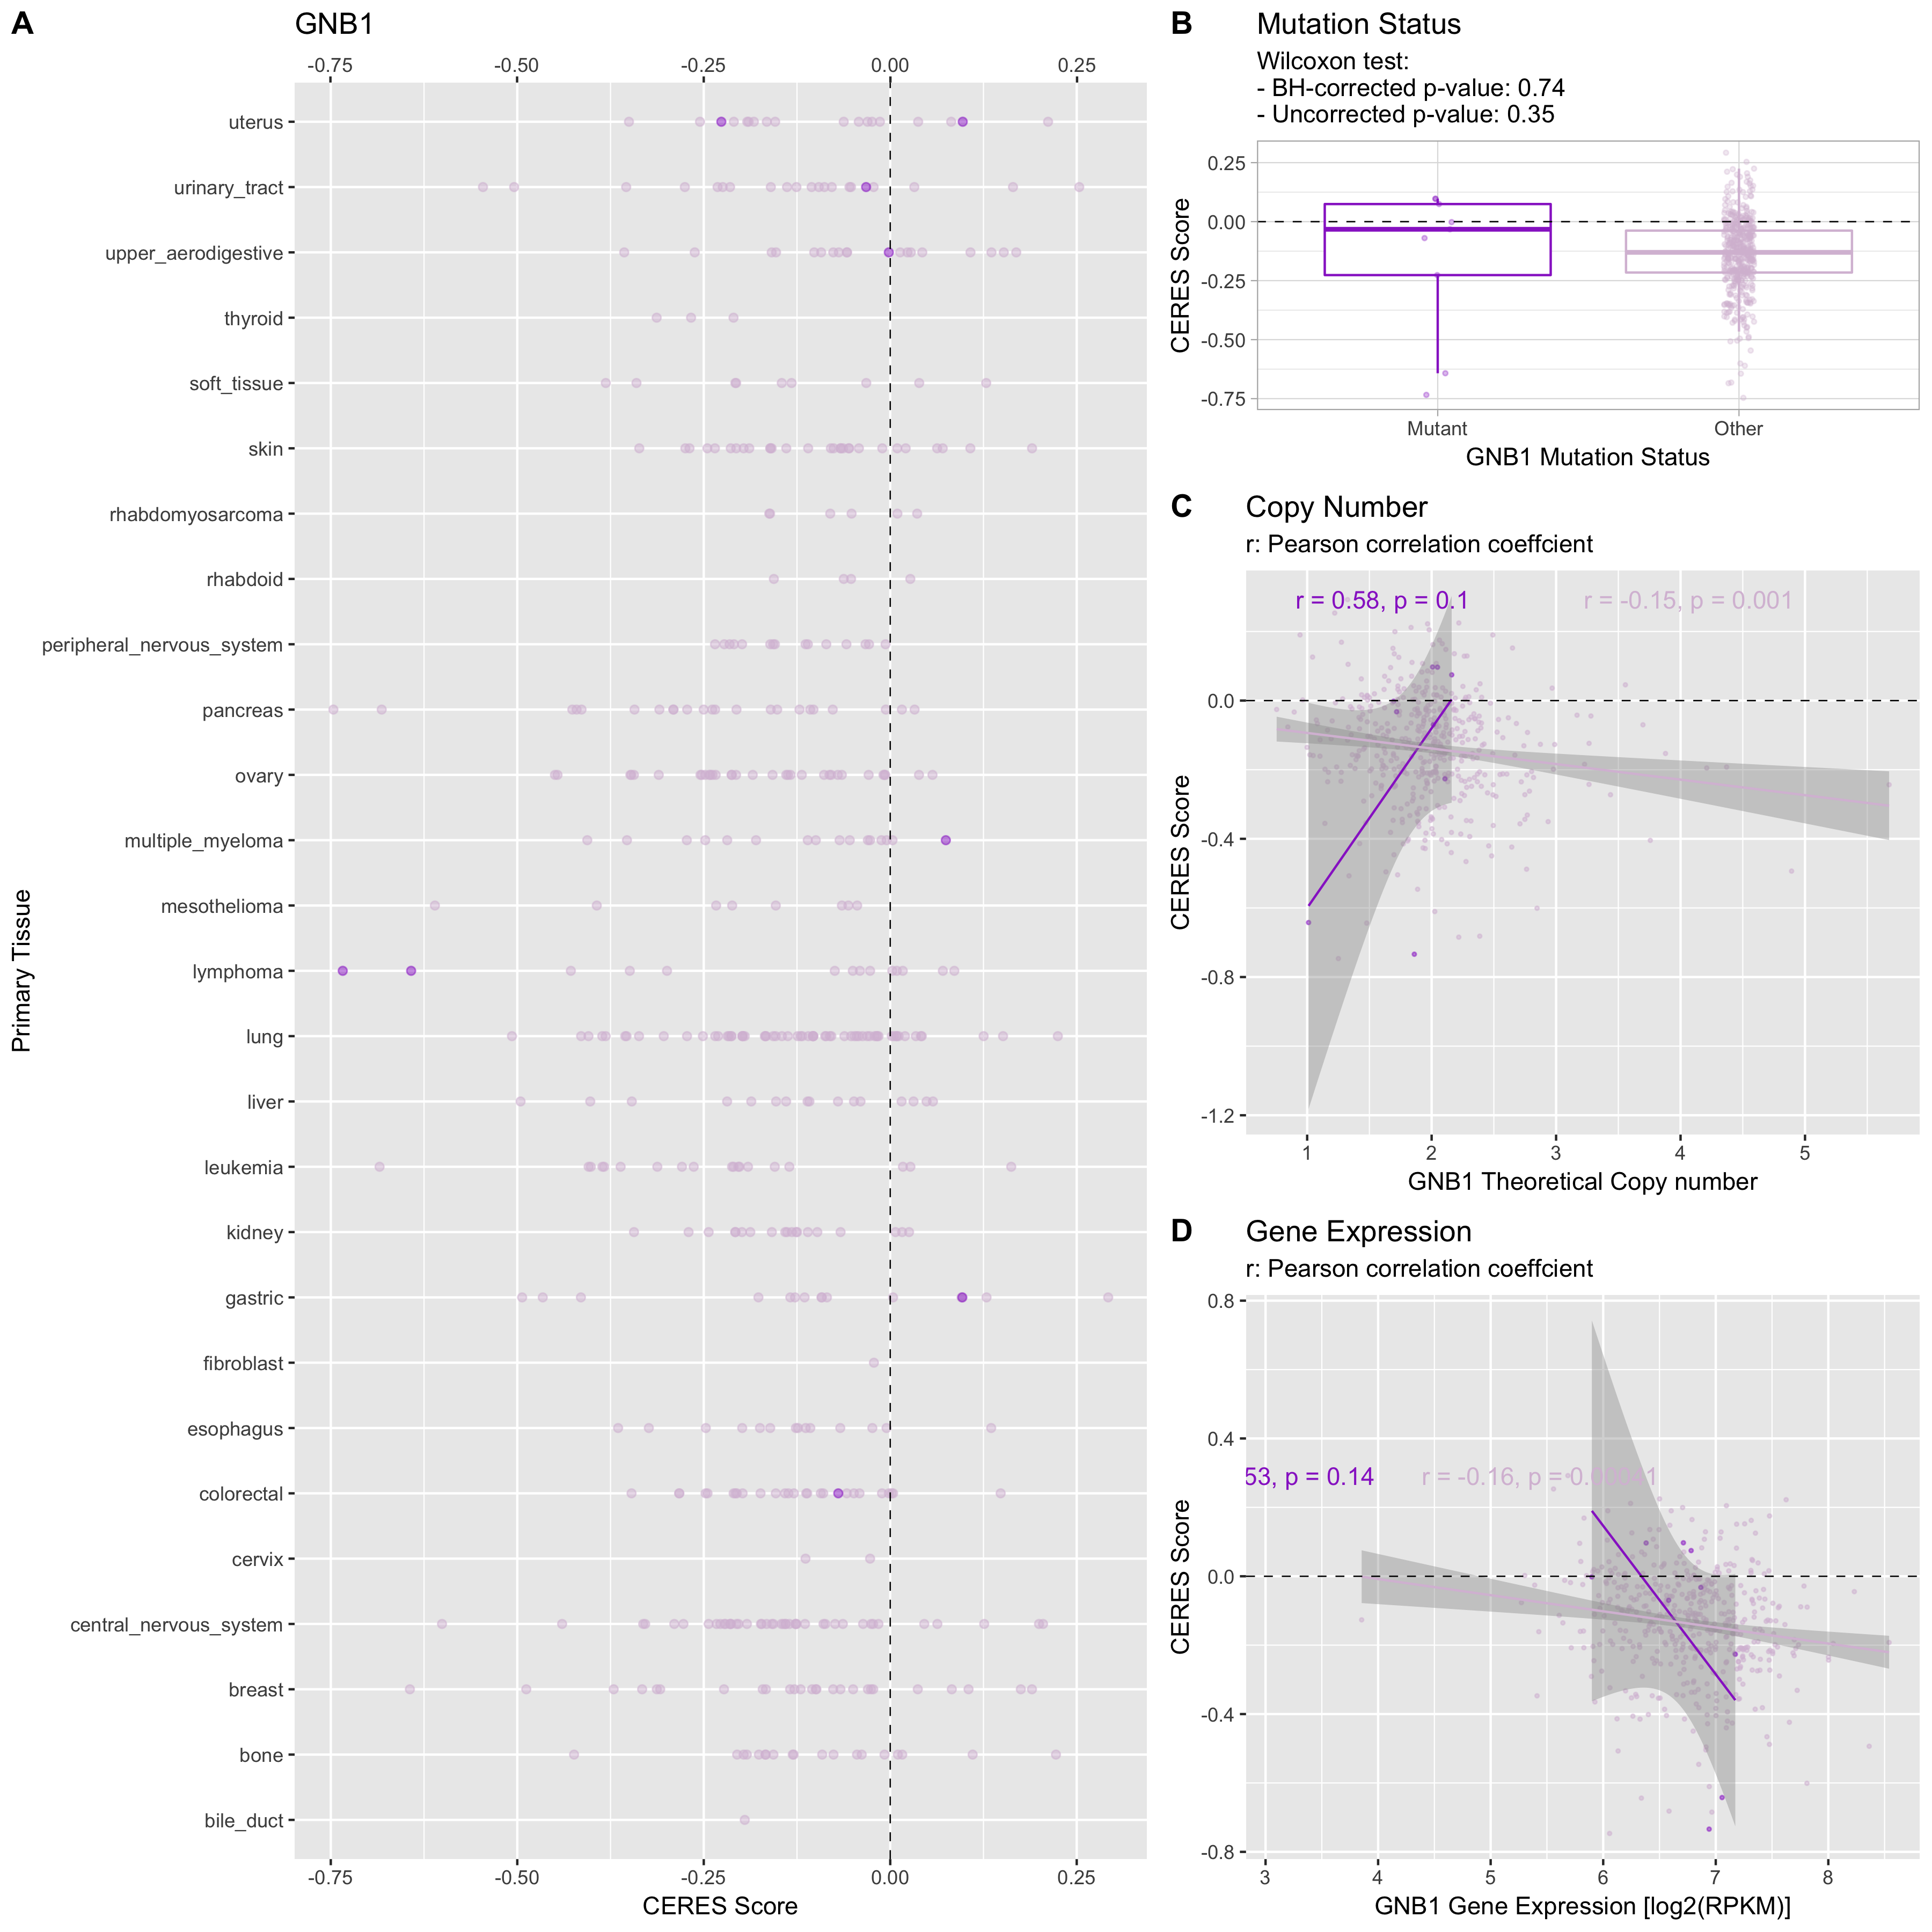 A
GNB1
-0.75 -0.50 -0.25 0.00 0.25
uterus
urinary_tract
upper_aerodigestive
thyroid
soft_tissue
skin
rhabdomyosarcoma
rhabdoid
peripheral_nervous_system
pancreas
ovary
multiple_myeloma
mesothelioma
lymphoma
lung
liver
leukemia
kidney
gastric
fibroblast
esophagus
colorectal
cervix
central_nervous_system
breast
bone
bile_duct
Primary Tissue
-0.75 -0.50 -0.25 0.00 0.25
CERES Score
B
Mutation Status
Wilcoxon test:
- BH-corrected p-value: 0.74
- Uncorrected p-value: 0.35
0.25
0.00
-0.25
-0.50
-0.75
CERES Score
Mutant Other
GNB1 Mutation Status
C
Copy Number
r: Pearson correlation coeffcient
r = 0.58, p = 0.1 r = -0.15, p = 0.001
0.0
-0.4
-0.8
-1.2
CERES Score
1 2 3 4 5
GNB1 Theoretical Copy number
D
Gene Expression
r: Pearson correlation coeffcient
0.8
0.4
53, p = 0.14 r = -0.16, p =
0.0
-0.4
-0.8
CERES Score
3 4 5 6 7 8
GNB1 Gene Expression [log2(RPKM)]